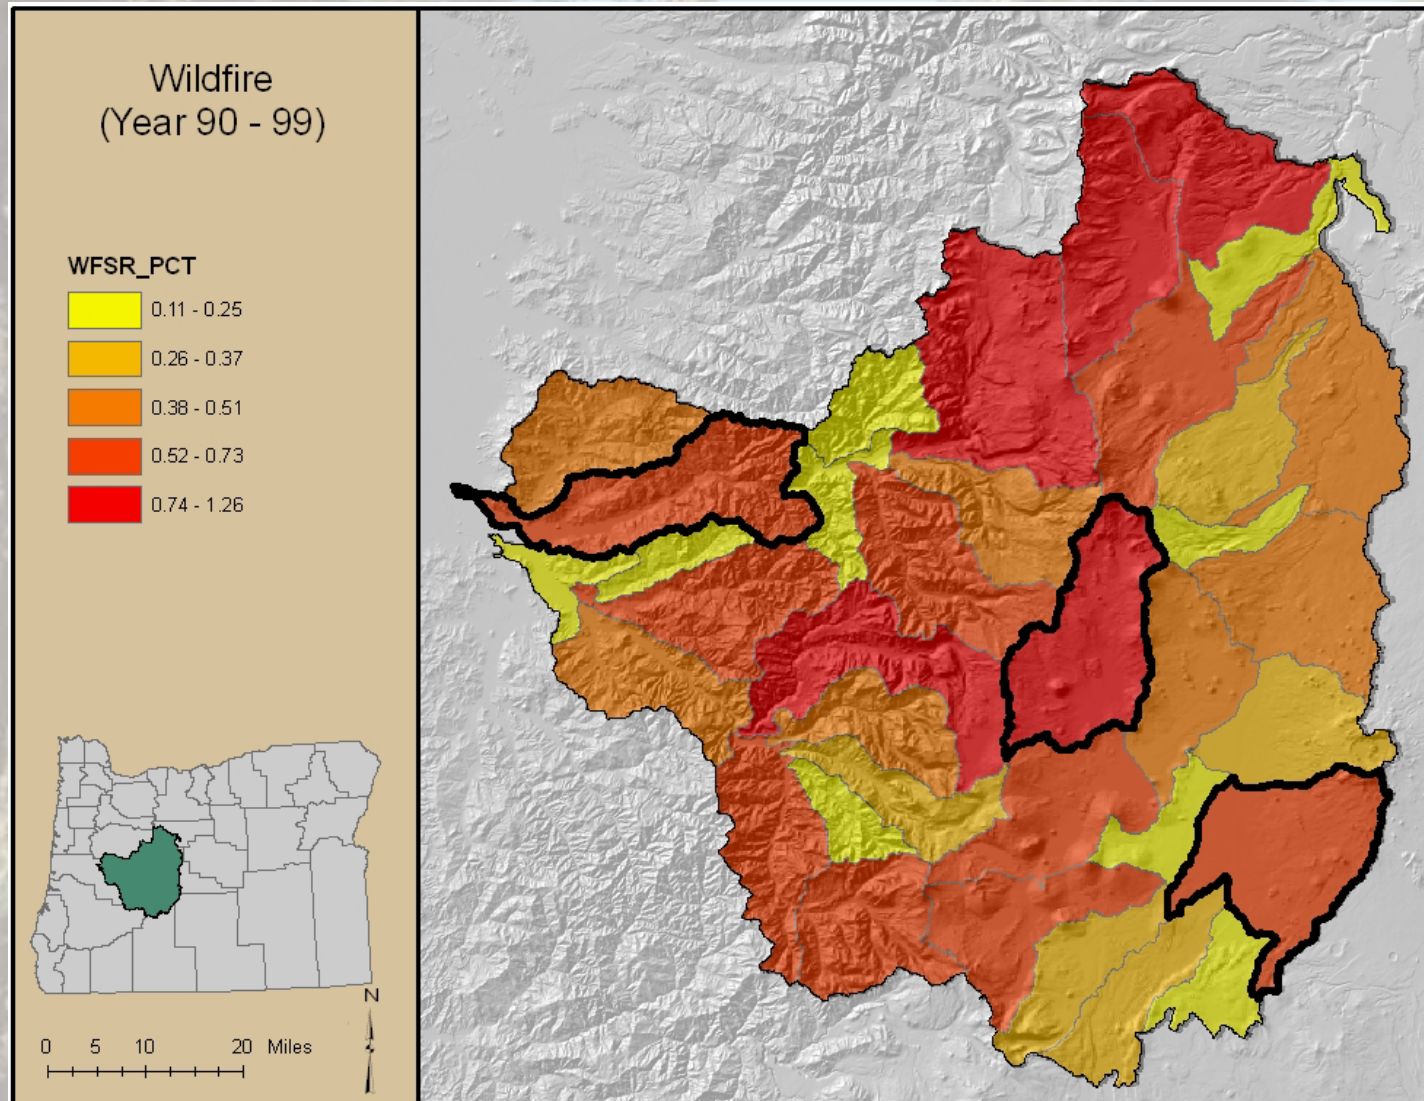 Wildfire
(Year 90 - 99)
WFSR_PCT
0.11 - 0.25
0.26 - 0.37
0.38 - 0.51
0.52 - 0.73
0.74 - 1.26
N
0 5 10 20 Miles